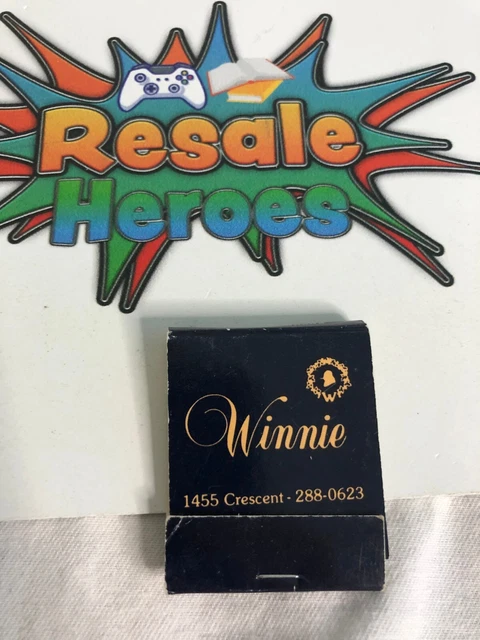 Resale
Heroes
W
Winnie
1455 Crescent - 288-0623